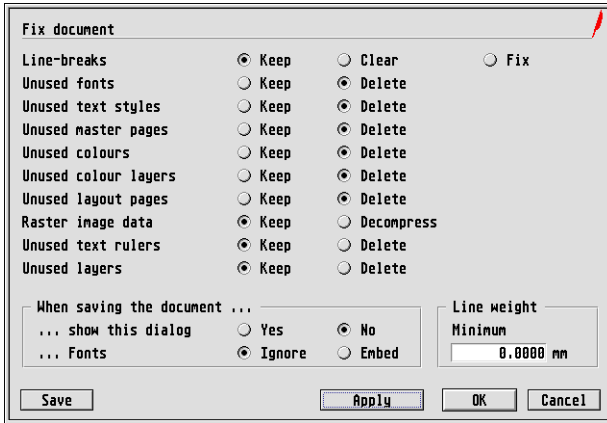 Fix document
Line-breaks Keep Clear Fix
Unused fonts Keep Delete
Unused text styles Keep Delete
Unused master pages Keep Delete
Unused colours Keep Delete
Unused colour layers Keep Delete
Unused layout pages Keep Delete
Raster image data Keep Decompress
Unused text rulers Keep Delete
Unused layers Keep Delete
When saving the document ... Line weight
... show this dialog Yes No Minimum
... Fonts Ignore Embed 0.0000 mm
Save Apply OK Cancel